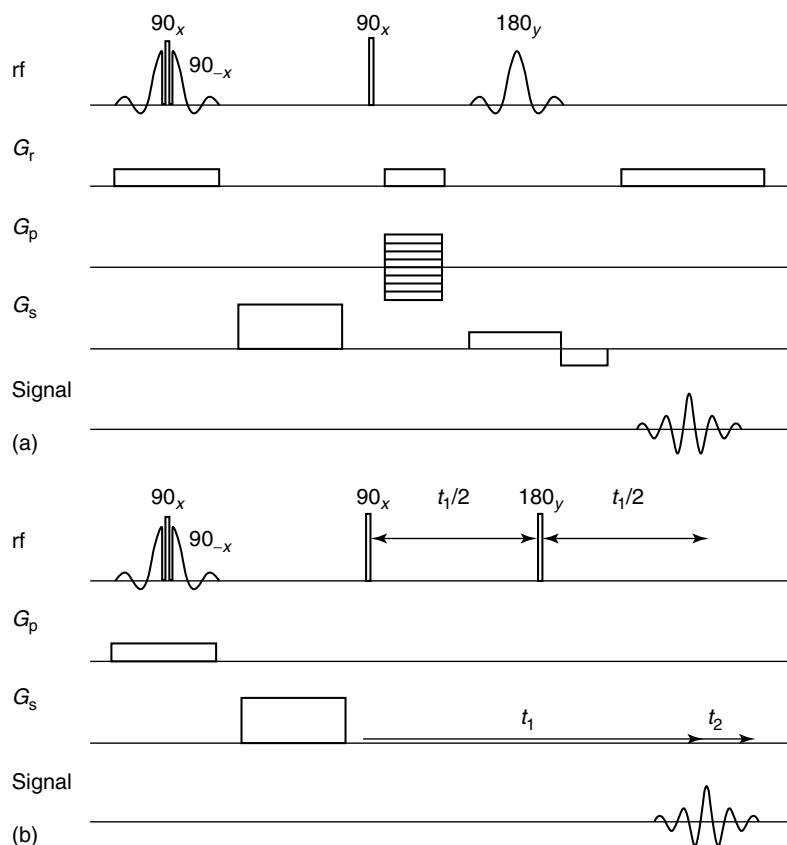 90x 90x 180y
rf 90−x
Gr
Gp
Gs
Signal
(a)
90x 90x t1/2 180y t1/2
rf 90−x
Gp
Gs t1 t2
Signal
(b)